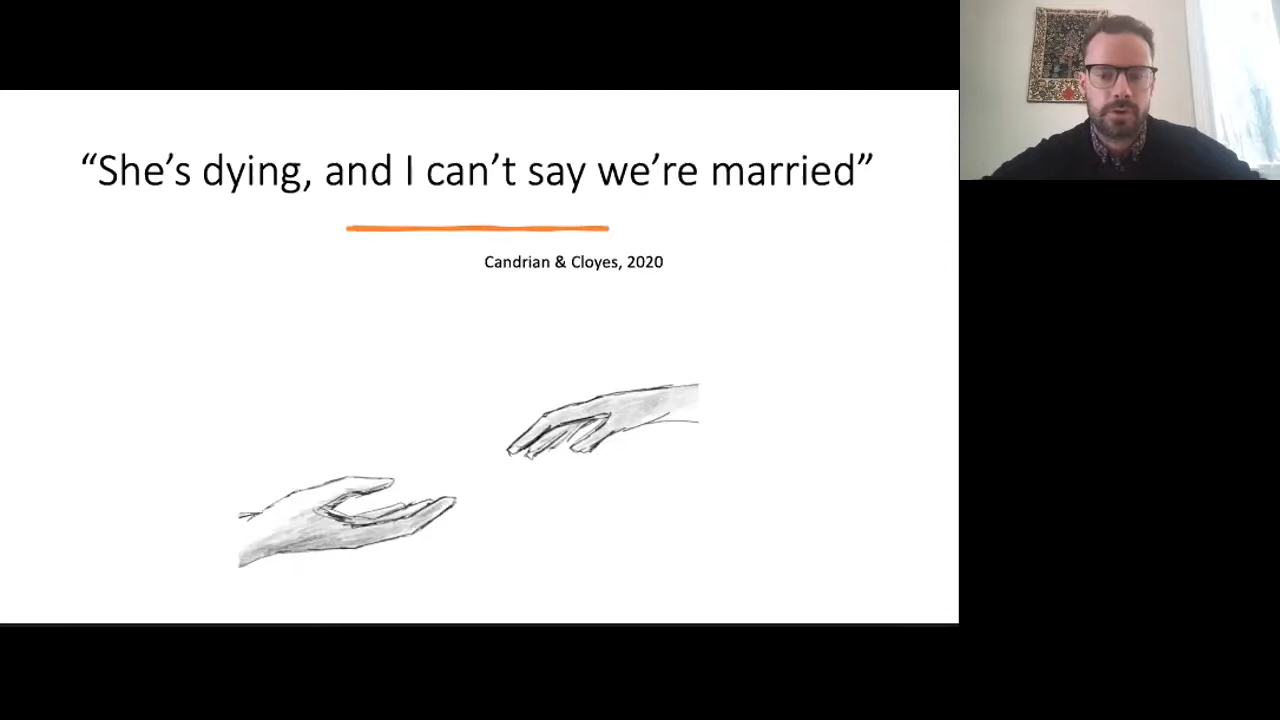 “She’s dying, and I can’t say we’re married”
Candrian & Cloyes, 2020